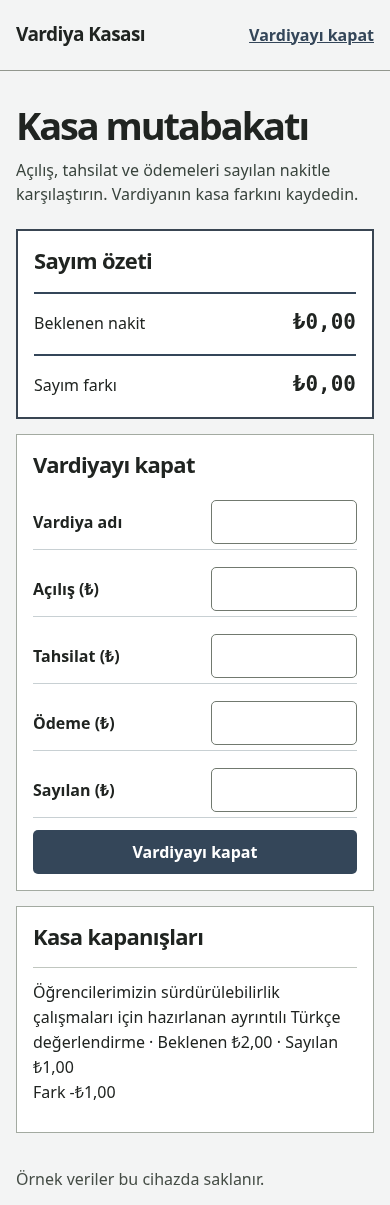 Vardiya Kasası
Vardiyayı kapat
Kasa mutabakatı
Açılış, tahsilat ve ödemeleri sayılan nakitle
karşılaştırın. Vardiyanın kasa farkını kaydedin.
Sayım özeti
Beklenen nakit ₺0,00
Sayım farkı ₺0,00
Vardiyayı kapat
Vardiya adı
Açılış (₺)
Tahsilat (₺)
Ödeme (₺)
Sayılan (₺)
Vardiyayı kapat
Kasa kapanışları
Öğrencilerimizin sürdürülebilirlik
çalışmaları için hazırlanan ayrıntılı Türkçe
değerlendirme · Beklenen ₺2,00 · Sayılan
₺1,00
Fark -₺1,00
Örnek veriler bu cihazda saklanır.